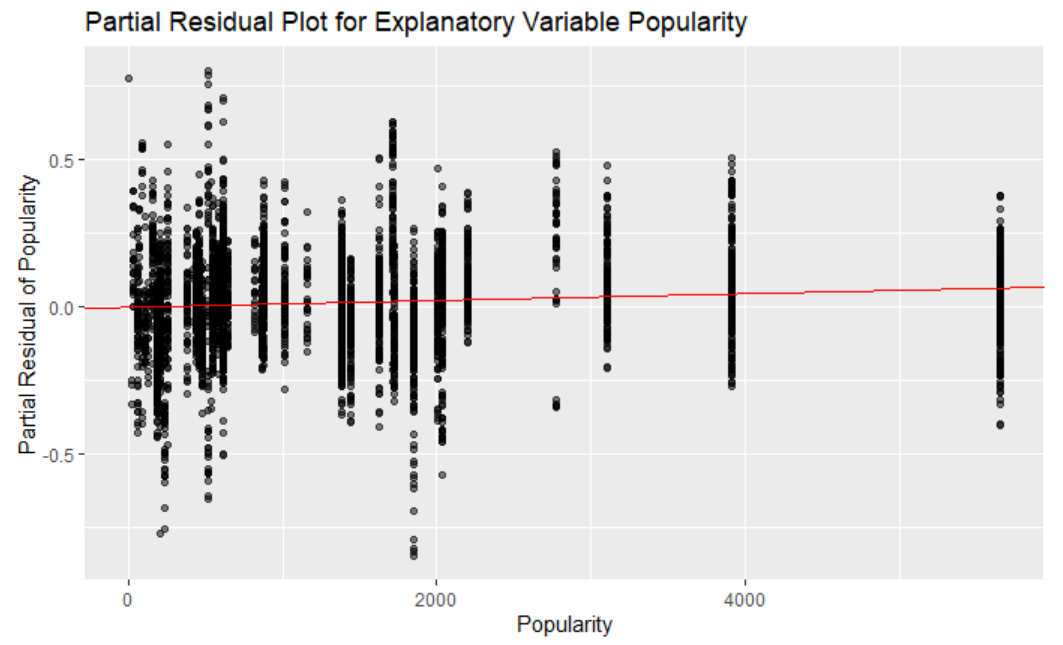 Partial Residual Plot for Explanatory Variable Popularity
Partial Residual of Popularity
0.5
0.0
-0.5
0
2000
4000
Popularity